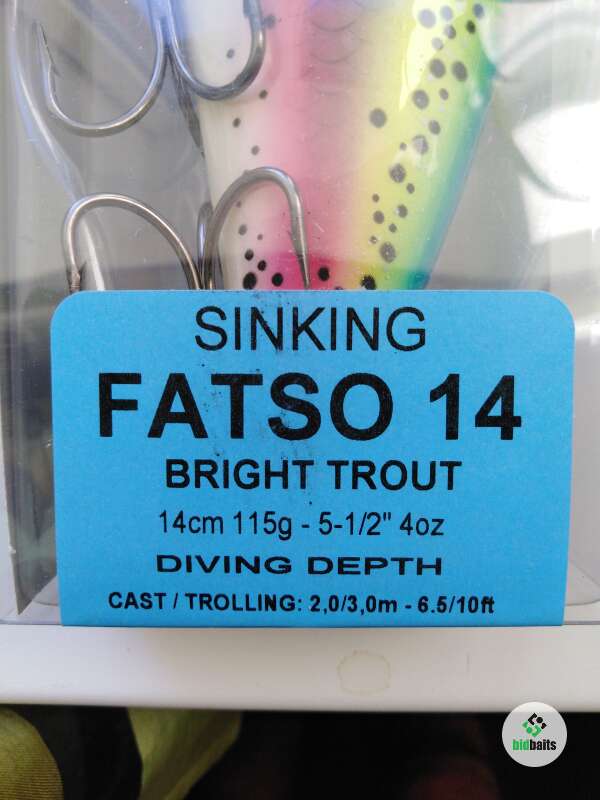 SINKING
FATSO 14
BRIGHT TROUT
14cm 115g - 5-1/2" 4oz
DIVING DEPTH
CAST / TROLLING: 2,0/3,0m - 6.5/10ft
bidbaits